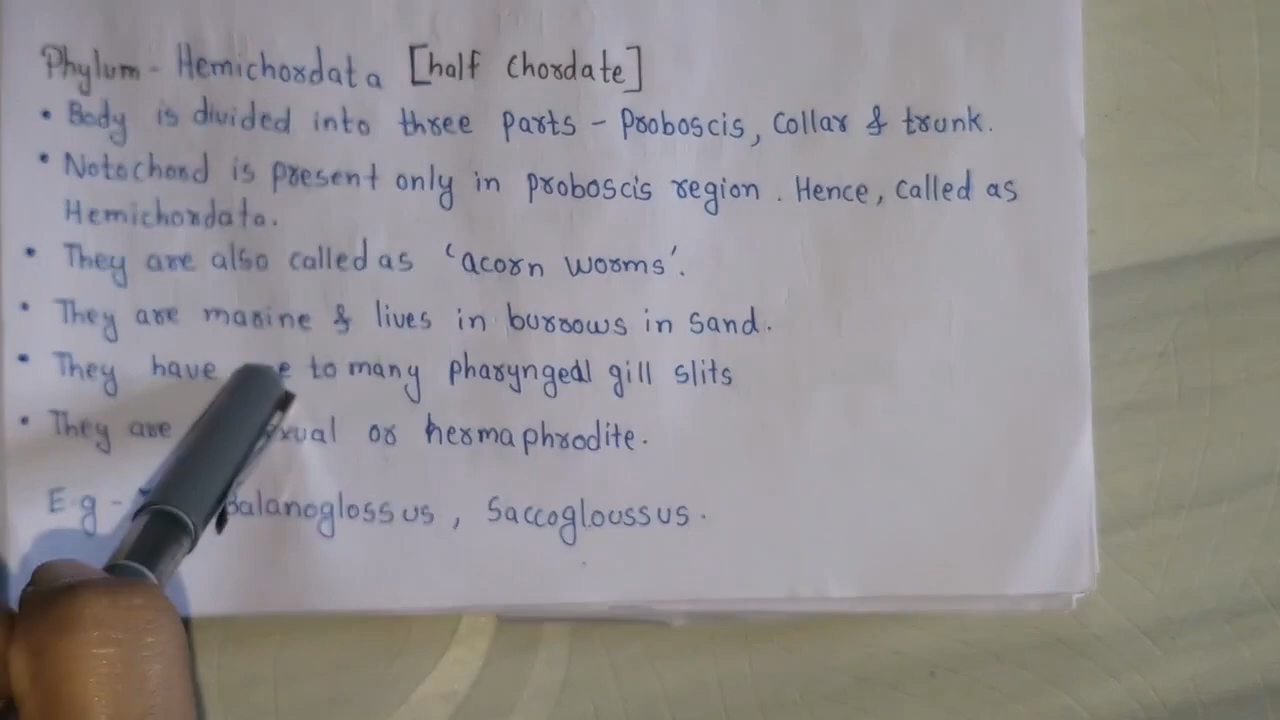 Phylum - Hemichordata [half Chordate]
• Body is divided into three parts - Proboscis, Collar & trunk.
• Notochord is present only in proboscis region. Hence, called as
Hemichordata.
• They are also called as 'acorn worms'.
• They are marine & lives in burrows in sand.
• They have to many pharyngeal gill slits
• They are or hermaphrodite.
E.g - Balanoglossus, Saccogloussus.